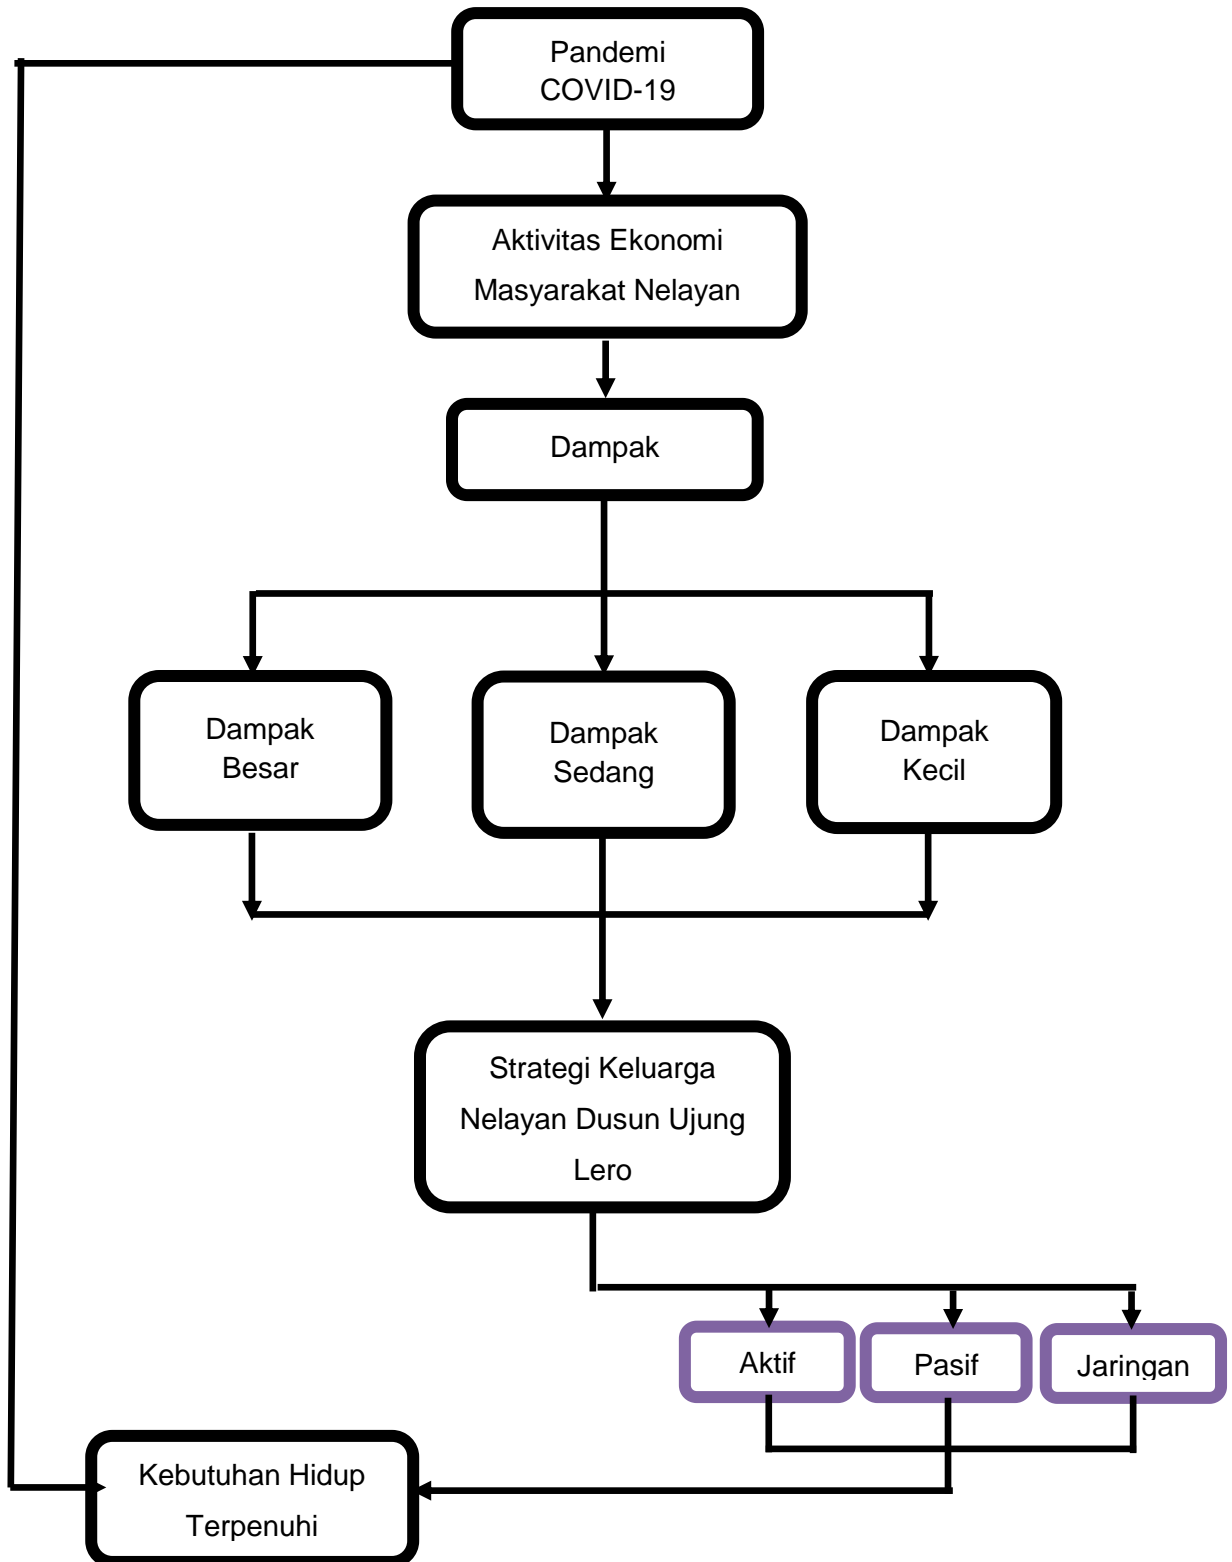 Pandemi
COVID-19
Aktivitas Ekonomi
Masyarakat Nelayan
Dampak
Dampak
Besar
Dampak
Sedang
Dampak
Kecil
Strategi Keluarga
Nelayan Dusun Ujung
Lero
Aktif
Pasif
Jaringan
Kebutuhan Hidup
Terpenuhi